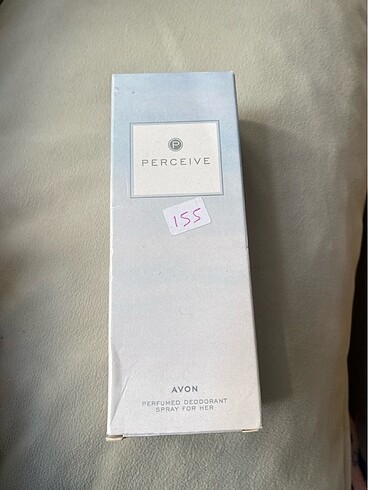 P
PERCEIVE
155
AVON
PERFUMED DEODORANT
SPRAY FOR HER